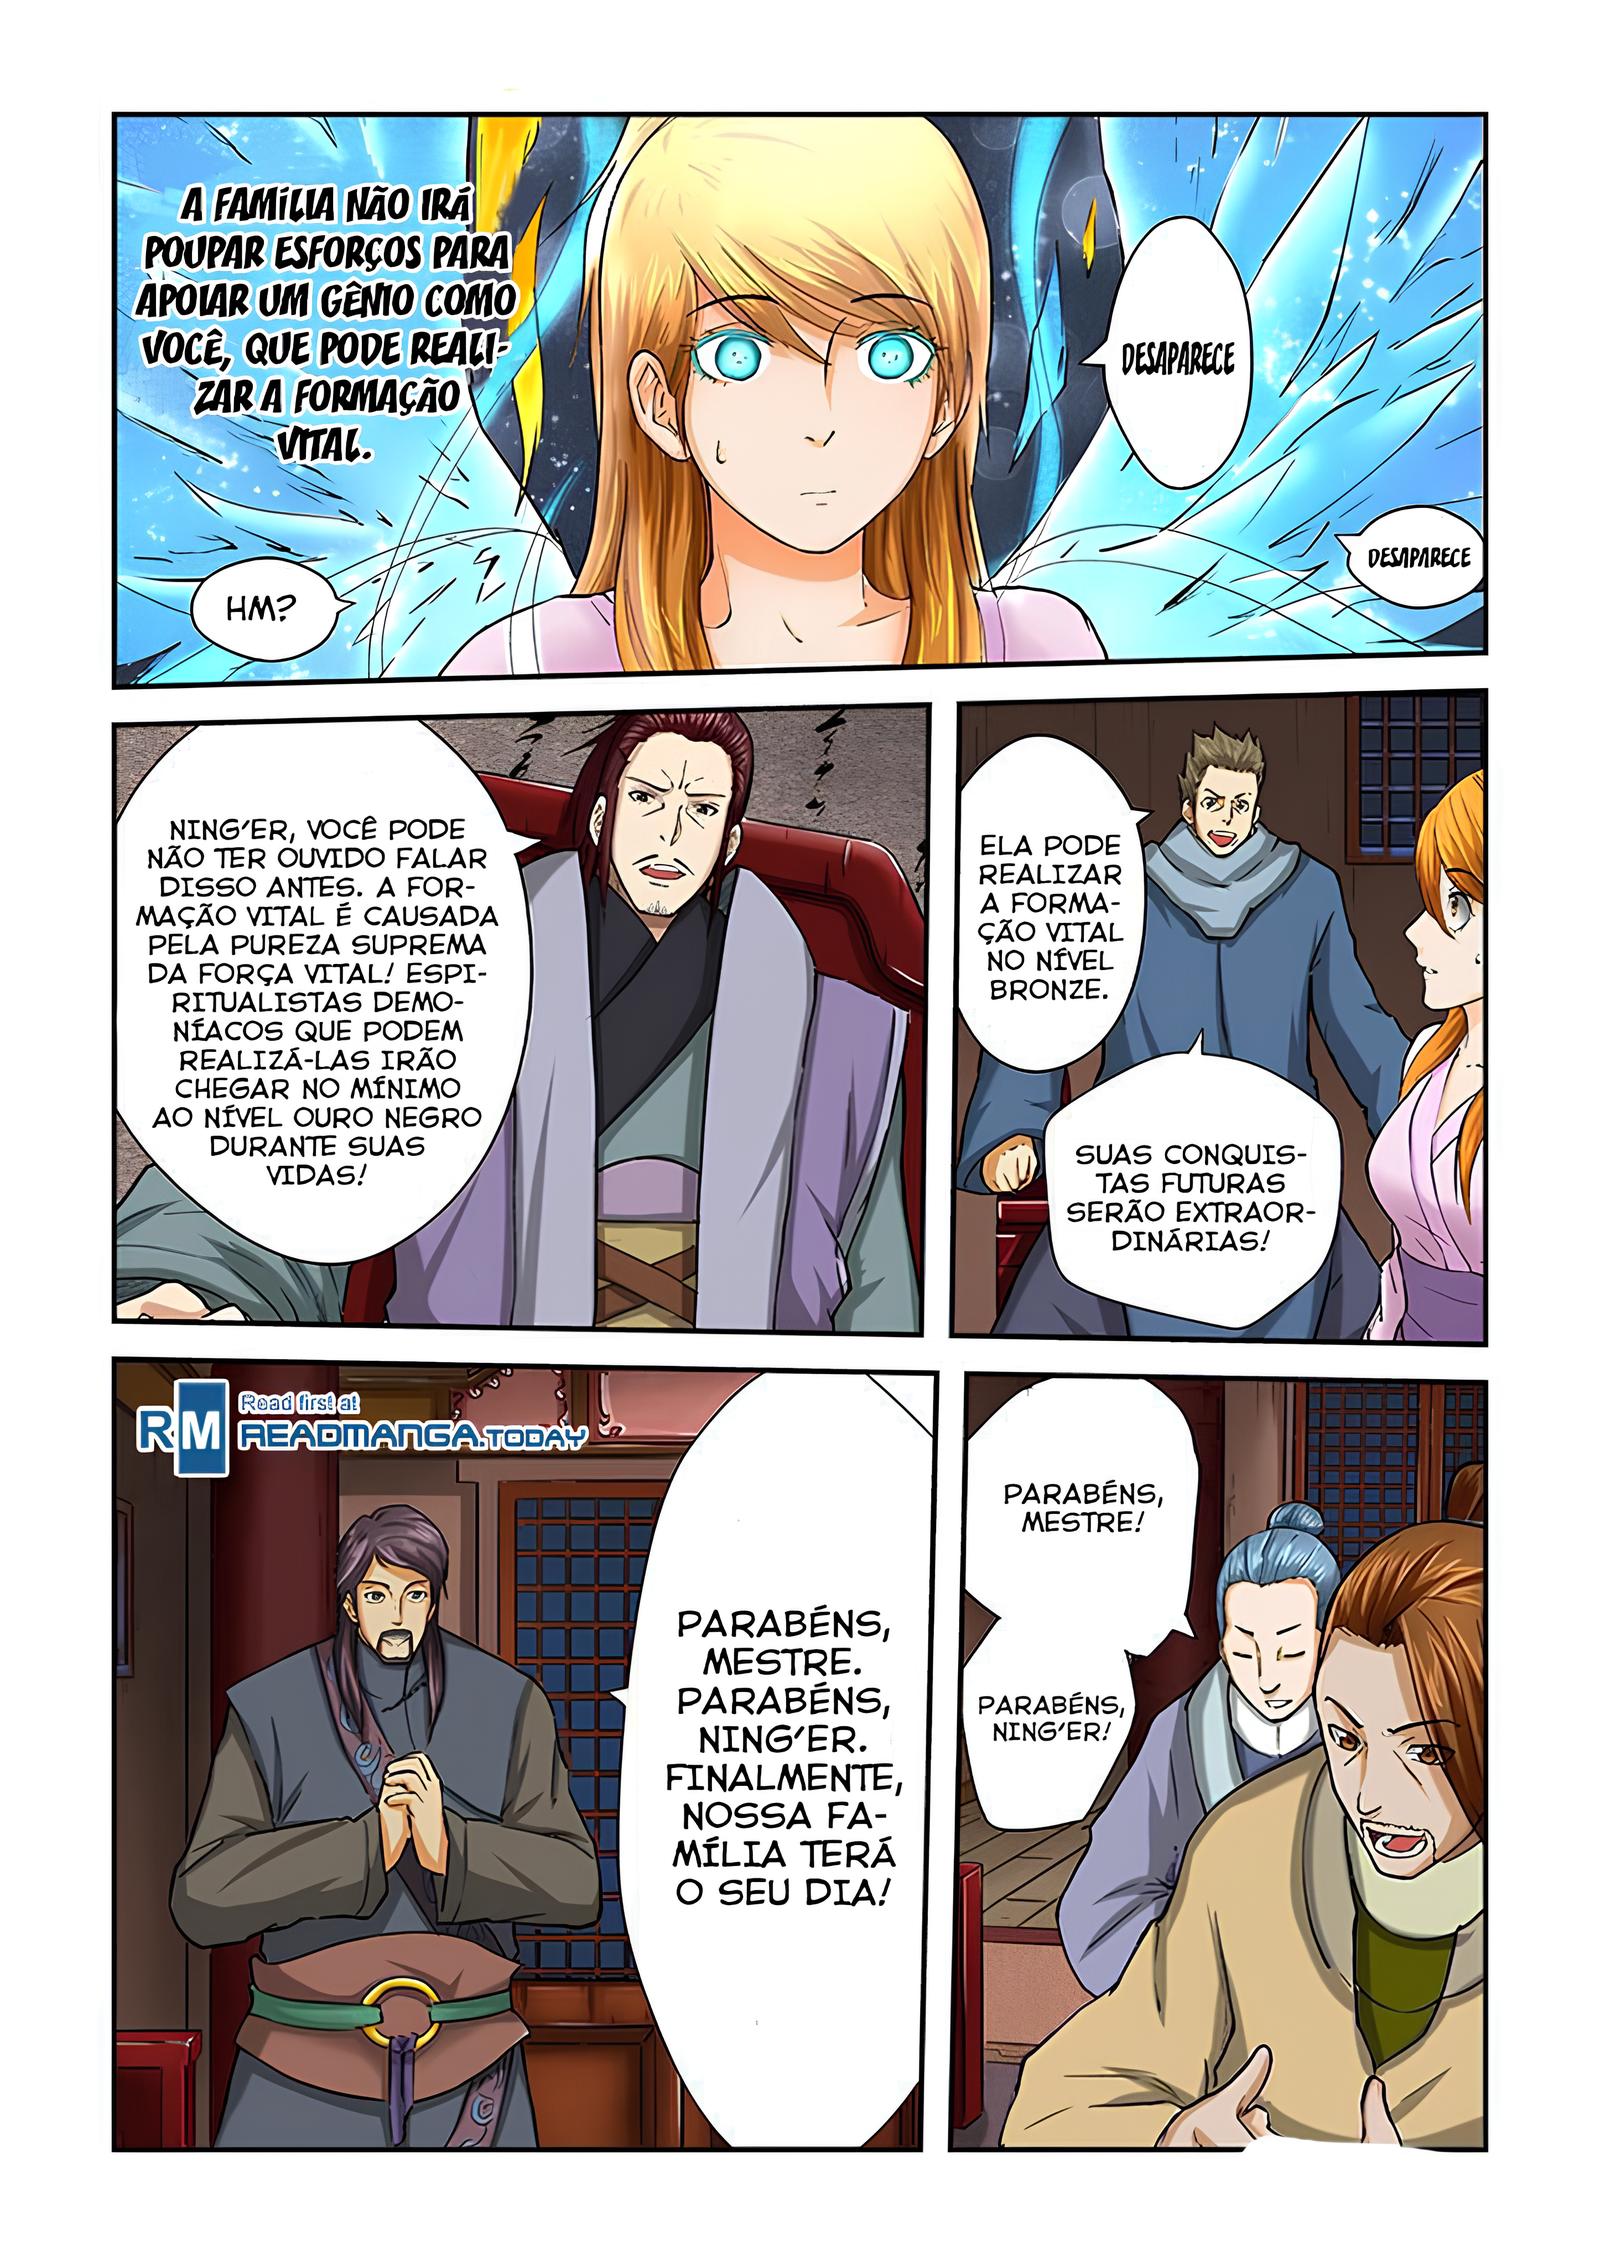 A FAMÍLIA NÃO IRÁ
POUPAR ESFORÇOS PARA
APOIAR UM GÊNIO COMO
VOCÊ, QUE PODE REALI-
ZAR A FORMAÇÃO
VITAL.
DESAPARECE
DESAPARECE
HM?
NING'ER, VOCÊ PODE
NÃO TER OUVIDO FALAR
DISSO ANTES. A FOR-
MAÇÃO VITAL É CAUSADA
PELA PUREZA SUPREMA
DA FORÇA VITAL! ESPI-
RITUALISTAS DEMO-
NÍACOS QUE PODEM
REALIZÁ-LAS IRÃO
CHEGAR NO MÍNIMO
AO NÍVEL OURO NEGRO
DURANTE SUAS
VIDAS!
ELA PODE
REALIZAR
A FORMA-
ÇÃO VITAL
NO NÍVEL
BRONZE.
SUAS CONQUIS-
TAS FUTURAS
SERÃO EXTRAOR-
DINÁRIAS!
RM
Read first at
READMANGA.TODAY
PARABÉNS,
MESTRE.
PARABÉNS,
NING'ER.
FINALMENTE,
NOSSA FA-
MÍLIA TERÁ
O SEU DIA!
PARABÉNS,
MESTRE!
PARABÉNS,
NING'ER!